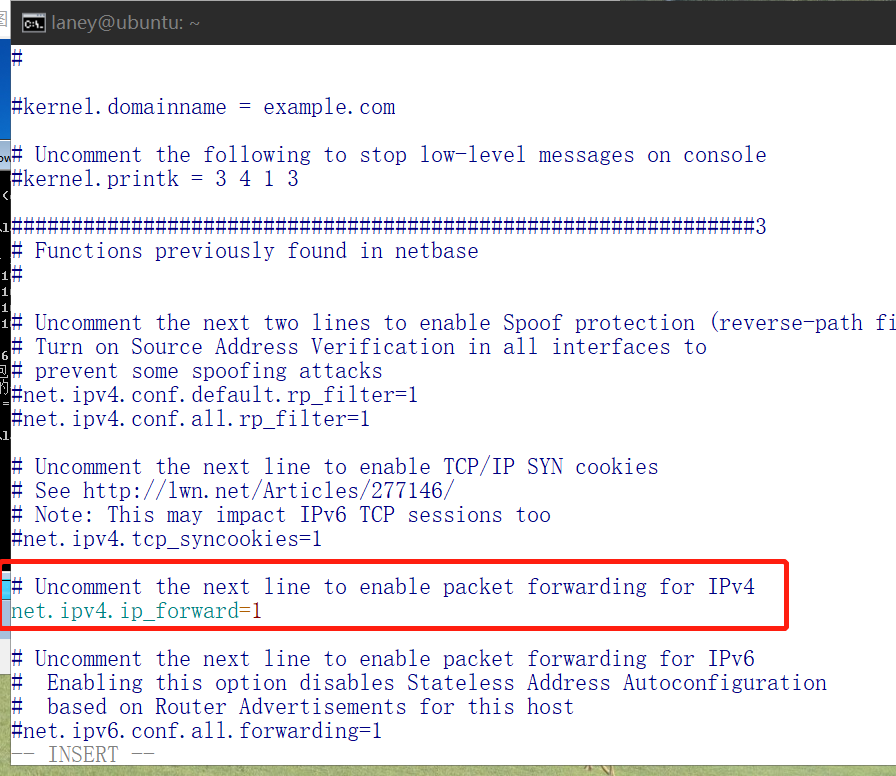 laney@ubuntu: ~
#
#kernel.domainname = example.com
# Uncomment the following to stop low-level messages on console
#kernel.printk = 3 4 1 3
##############################################################3
# Functions previously found in netbase
#
# Uncomment the next two lines to enable Spoof protection (reverse-path fi
# Turn on Source Address Verification in all interfaces to
# prevent some spoofing attacks
#net.ipv4.conf.default.rp_filter=1
#net.ipv4.conf.all.rp_filter=1
# Uncomment the next line to enable TCP/IP SYN cookies
# See http://lwn.net/Articles/277146/
# Note: This may impact IPv6 TCP sessions too
#net.ipv4.tcp_syncookies=1
# Uncomment the next line to enable packet forwarding for IPv4
net.ipv4.ip_forward=1
# Uncomment the next line to enable packet forwarding for IPv6
#  Enabling this option disables Stateless Address Autoconfiguration
#  based on Router Advertisements for this host
#net.ipv6.conf.all.forwarding=1
-- INSERT --